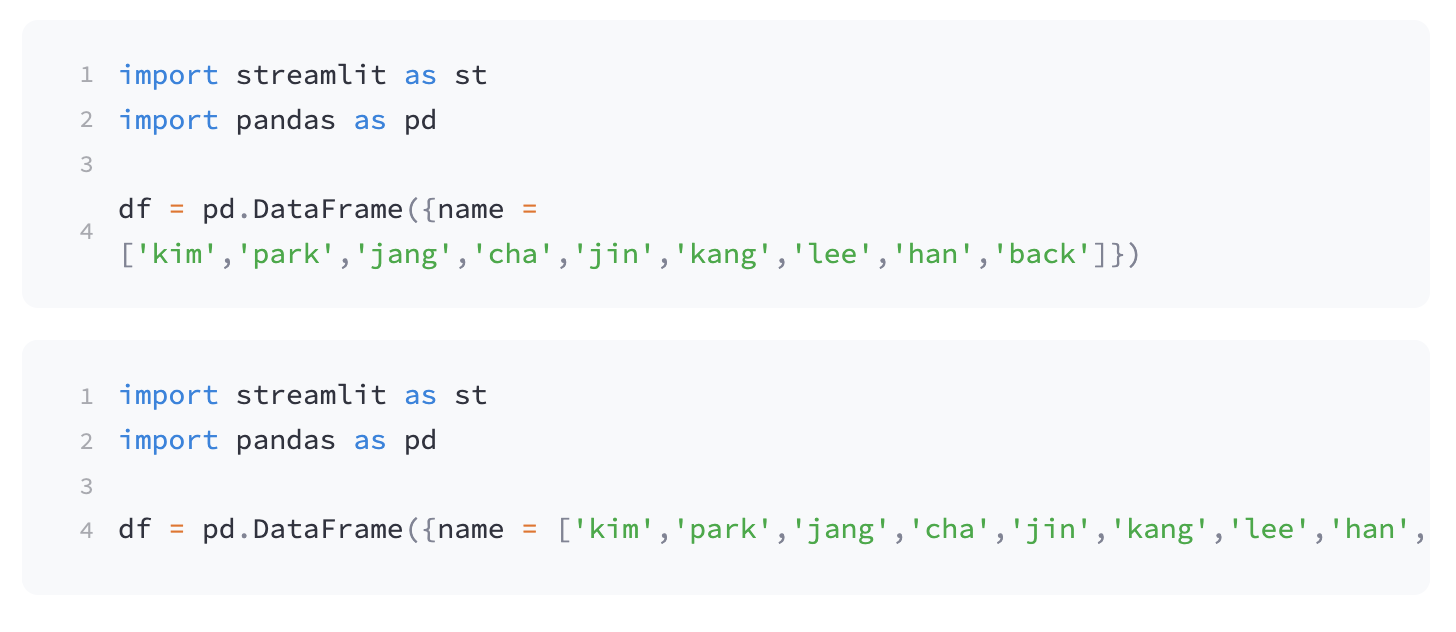 1 import streamlit as st
2 import pandas as pd
3
4 df = pd.DataFrame({name =
['kim','park','jang','cha','jin','kang','lee','han','back']})
1 import streamlit as st
2 import pandas as pd
3
4 df = pd.DataFrame({name = ['kim','park','jang','cha','jin','kang','lee','han',